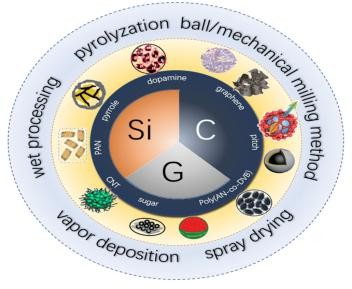 pyrolyzation
ball/mechanical milling method
spray drying
vapor deposition
wet processing
dopamine
graphene
pitch
Poly(AN-co-DVB)
sugar
CNT
PAN
pyrrole
Si
C
G